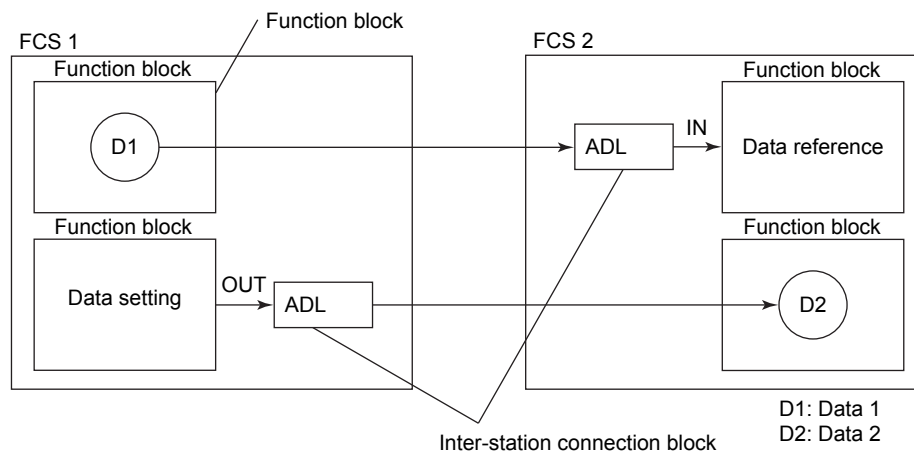 Function block
FCS 1
FCS 2
Function block
Function block
D1
ADL
IN
Data reference
Function block
Function block
Data setting
OUT
ADL
D2
D1: Data 1
D2: Data 2
Inter-station connection block